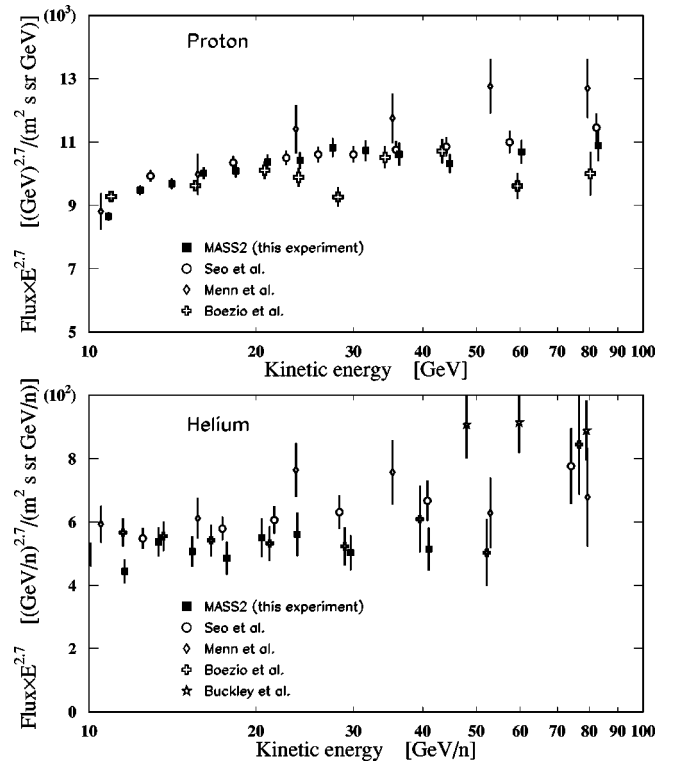 (10³)
Proton
13
11
9
7
5
Flux×E²·⁷ [(GeV)²·⁷/(m² s sr GeV)]
MASS2 (this experiment)
Seo et al.
Menn et al.
Boezio et al.
10 20 30 40 50 60 70 80 90 100
Kinetic energy [GeV]
(10²)
Helium
8
6
4
2
0
Flux×E²·⁷ [(GeV/n)²·⁷/(m² s sr GeV/n)]
MASS2 (this experiment)
Seo et al.
Menn et al.
Boezio et al.
Buckley et al.
10 20 30 40 50 60 70 80 90 100
Kinetic energy [GeV/n]